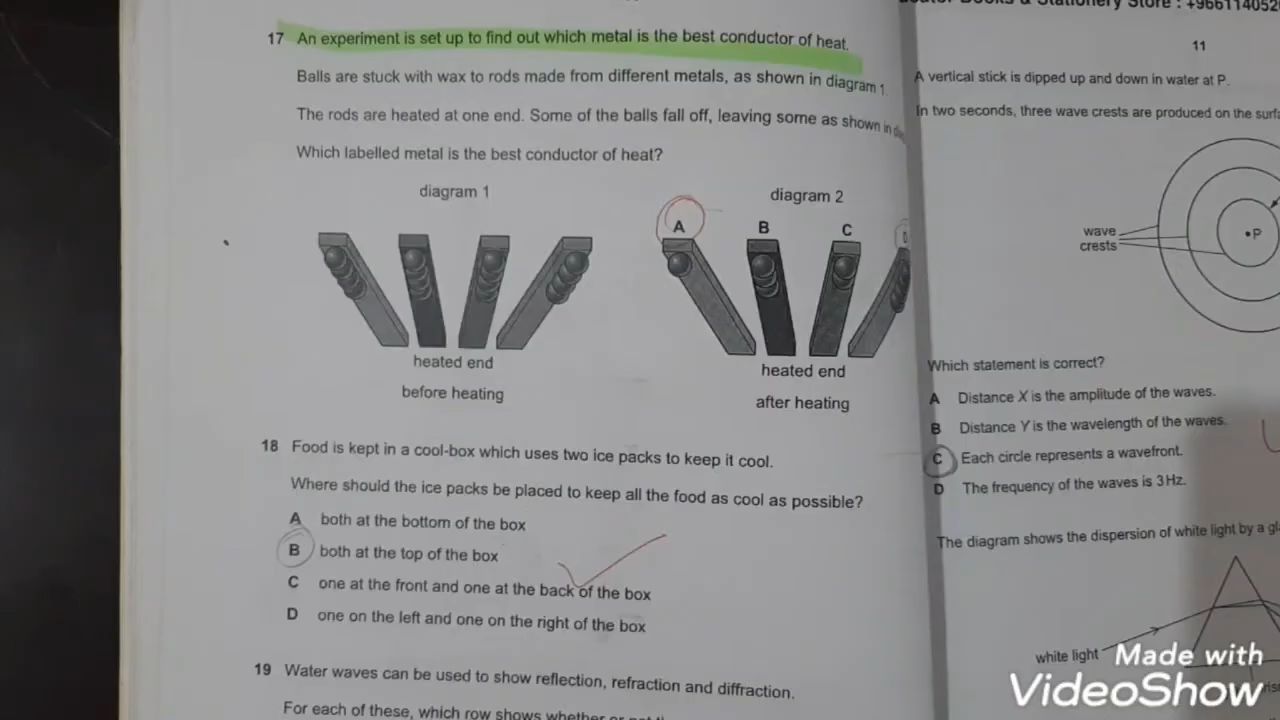 17 An experiment is set up to find out which metal is the best conductor of heat.
Balls are stuck with wax to rods made from different metals, as shown in diagram 1.
The rods are heated at one end. Some of the balls fall off, leaving some as shown in
Which labelled metal is the best conductor of heat?
diagram 1
diagram 2
A B C D
heated end
before heating
heated end
after heating
18 Food is kept in a cool-box which uses two ice packs to keep it cool.
Where should the ice packs be placed to keep all the food as cool as possible?
A both at the bottom of the box
B both at the top of the box
C one at the front and one at the back of the box
D one on the left and one on the right of the box
19 Water waves can be used to show reflection, refraction and diffraction.
For each of these, which row shows whether or not
Books & Stationery Store : +9661140520
11
A vertical stick is dipped up and down in water at P.
In two seconds, three wave crests are produced on the
wave
crests
P
Which statement is correct?
A Distance X is the amplitude of the waves.
B Distance Y is the wavelength of the waves.
C Each circle represents a wavefront.
D The frequency of the waves is 3 Hz.
The diagram shows the dispersion of white light by a
white light
Made with
VideoShow